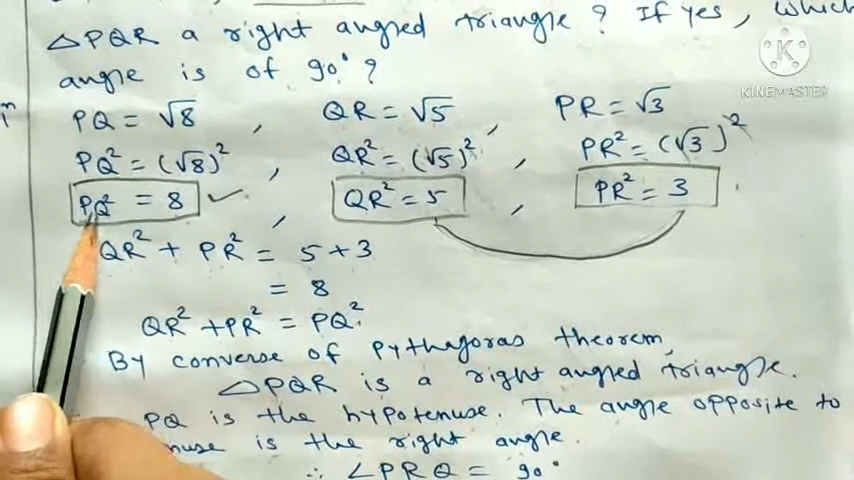 △PQR a right angled triangle? If yes, which
angle is of 90°?
K
KINEMASTER
PQ = √8 , QR = √5 , PR = √3
PQ² = (√8)² , QR² = (√5)² , PR² = (√3)²
PQ² = 8 ✓ , QR² = 5 , PR² = 3
QR² + PR² = 5 + 3
= 8
QR² + PR² = PQ².
By converse of Pythagoras theorem,
△PQR is a right angled triangle.
PQ is the hypotenuse. The angle opposite to
nuse is the right angle.
∴ ∠PRQ = 90°